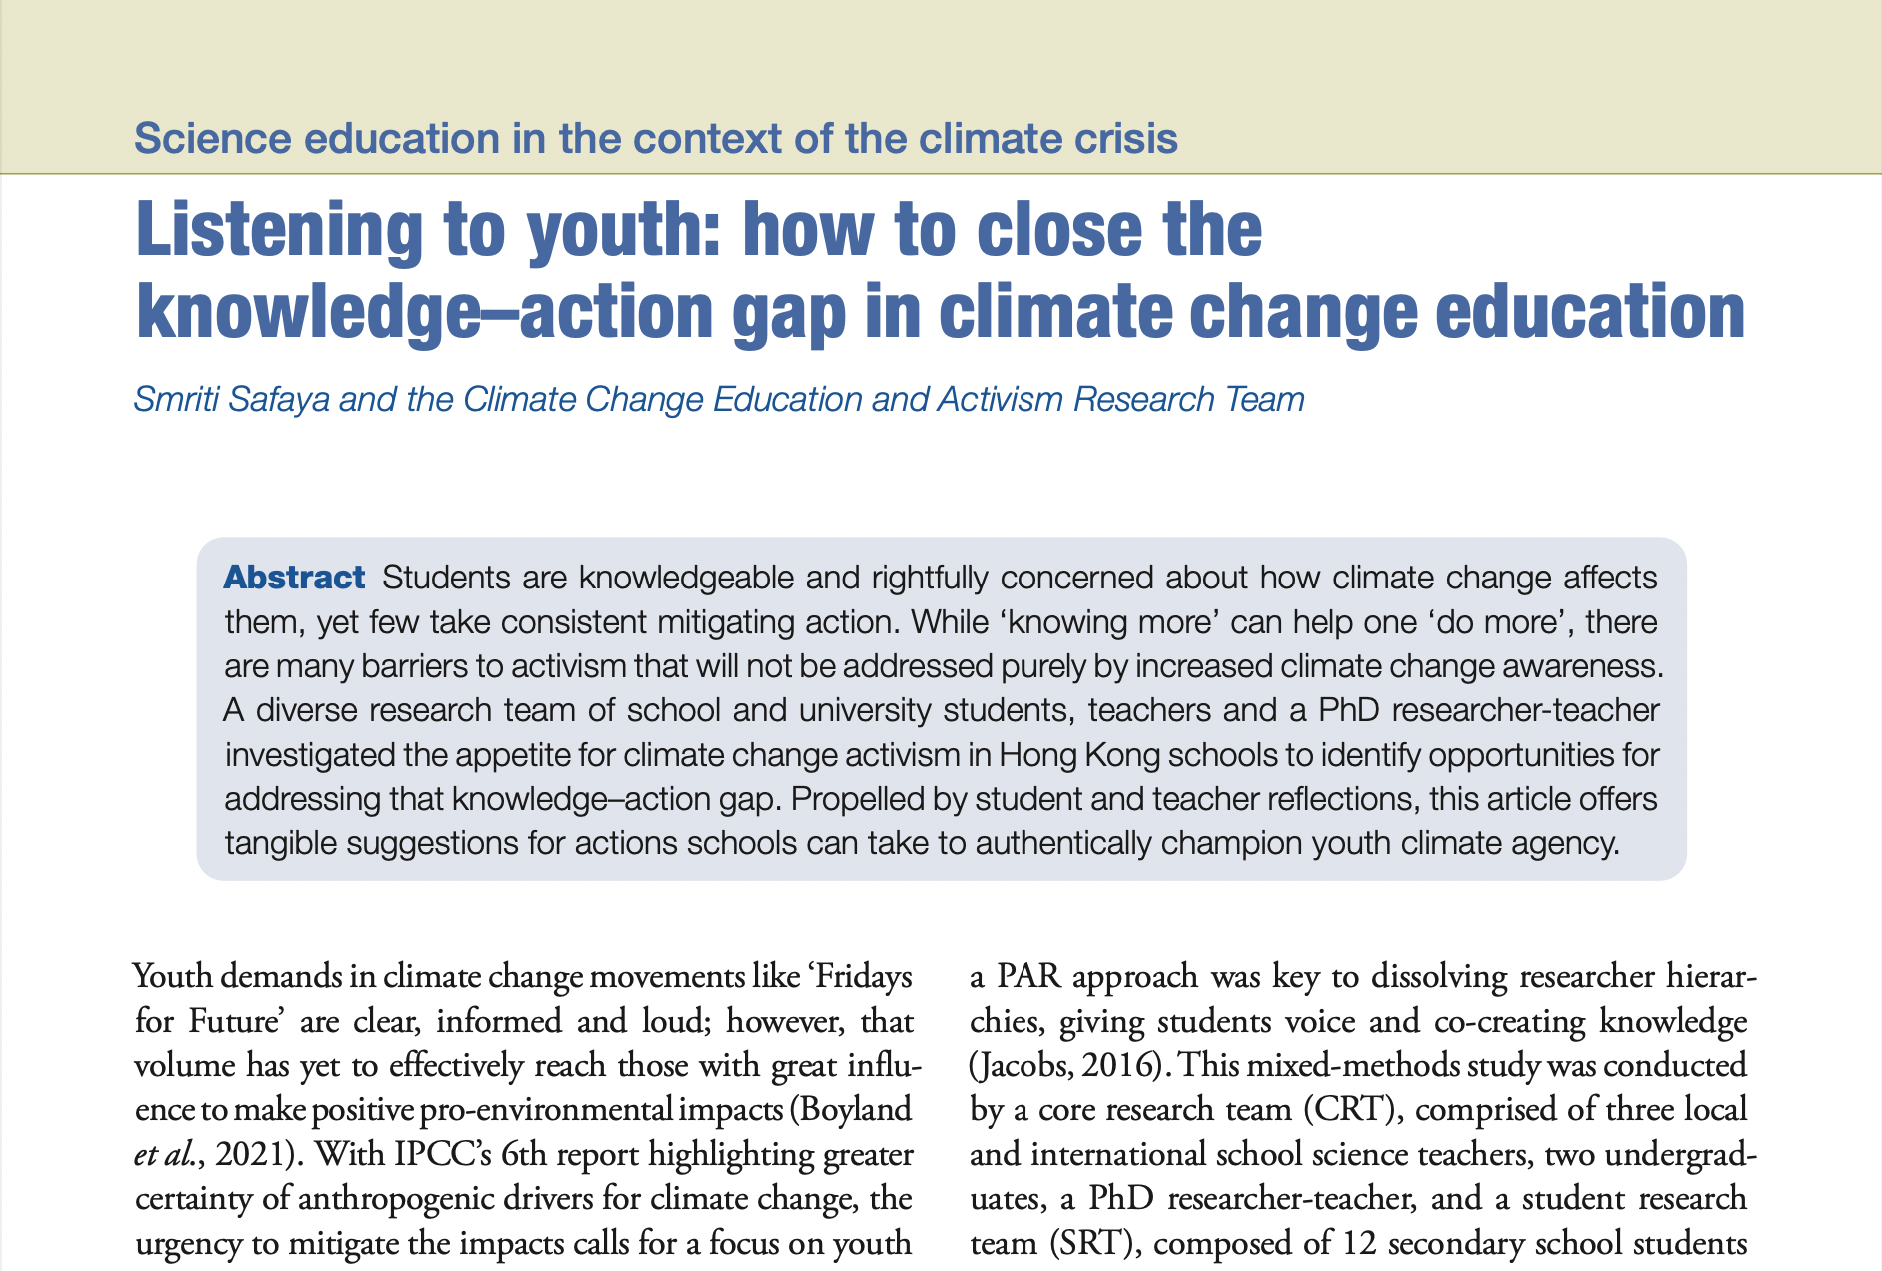 Science education in the context of the climate crisis
Listening to youth: how to close the
knowledge–action gap in climate change education
Smriti Safaya and the Climate Change Education and Activism Research Team
Abstract Students are knowledgeable and rightfully concerned about how climate change affects
them, yet few take consistent mitigating action. While ‘knowing more’ can help one ‘do more’, there
are many barriers to activism that will not be addressed purely by increased climate change awareness.
A diverse research team of school and university students, teachers and a PhD researcher-teacher
investigated the appetite for climate change activism in Hong Kong schools to identify opportunities for
addressing that knowledge–action gap. Propelled by student and teacher reflections, this article offers
tangible suggestions for actions schools can take to authentically champion youth climate agency.
Youth demands in climate change movements like ‘Fridays
for Future’ are clear, informed and loud; however, that
volume has yet to effectively reach those with great influ-
ence to make positive pro-environmental impacts (Boyland
et al., 2021). With IPCC’s 6th report highlighting greater
certainty of anthropogenic drivers for climate change, the
urgency to mitigate the impacts calls for a focus on youth
a PAR approach was key to dissolving researcher hierar-
chies, giving students voice and co-creating knowledge
(Jacobs, 2016). This mixed-methods study was conducted
by a core research team (CRT), comprised of three local
and international school science teachers, two undergrad-
uates, a PhD researcher-teacher, and a student research
team (SRT), composed of 12 secondary school students